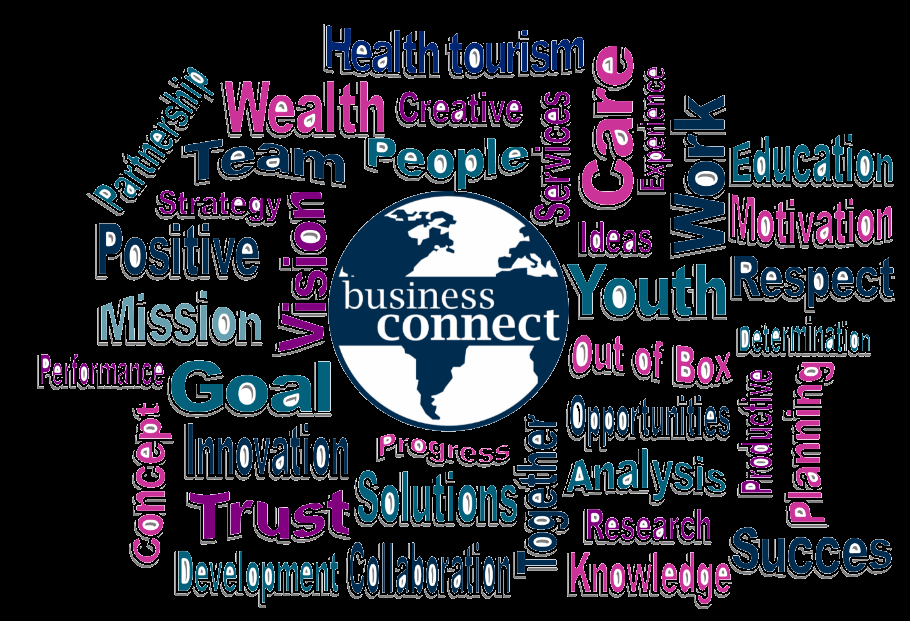 Health tourism
Partnership
Wealth
Creative
Services
Care
Experience
Work
Team
People
Education
Strategy
Vision
Ideas
Motivation
Positive
business
connect
Youth
Respect
Mission
Determination
Performance
Goal
Out of Box
Productive
Planning
concept
Innovation
Progress
Together
Opportunities
Trust
Solutions
Analysis
Research
Succes
Development
Collaboration
Knowledge